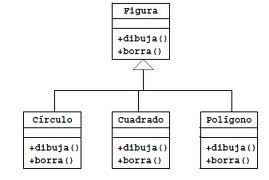 Figura
+dibuja()
+borra()
Círculo
+dibuja()
+borra()
Cuadrado
+dibuja()
+borra()
Polígono
+dibuja()
+borra()